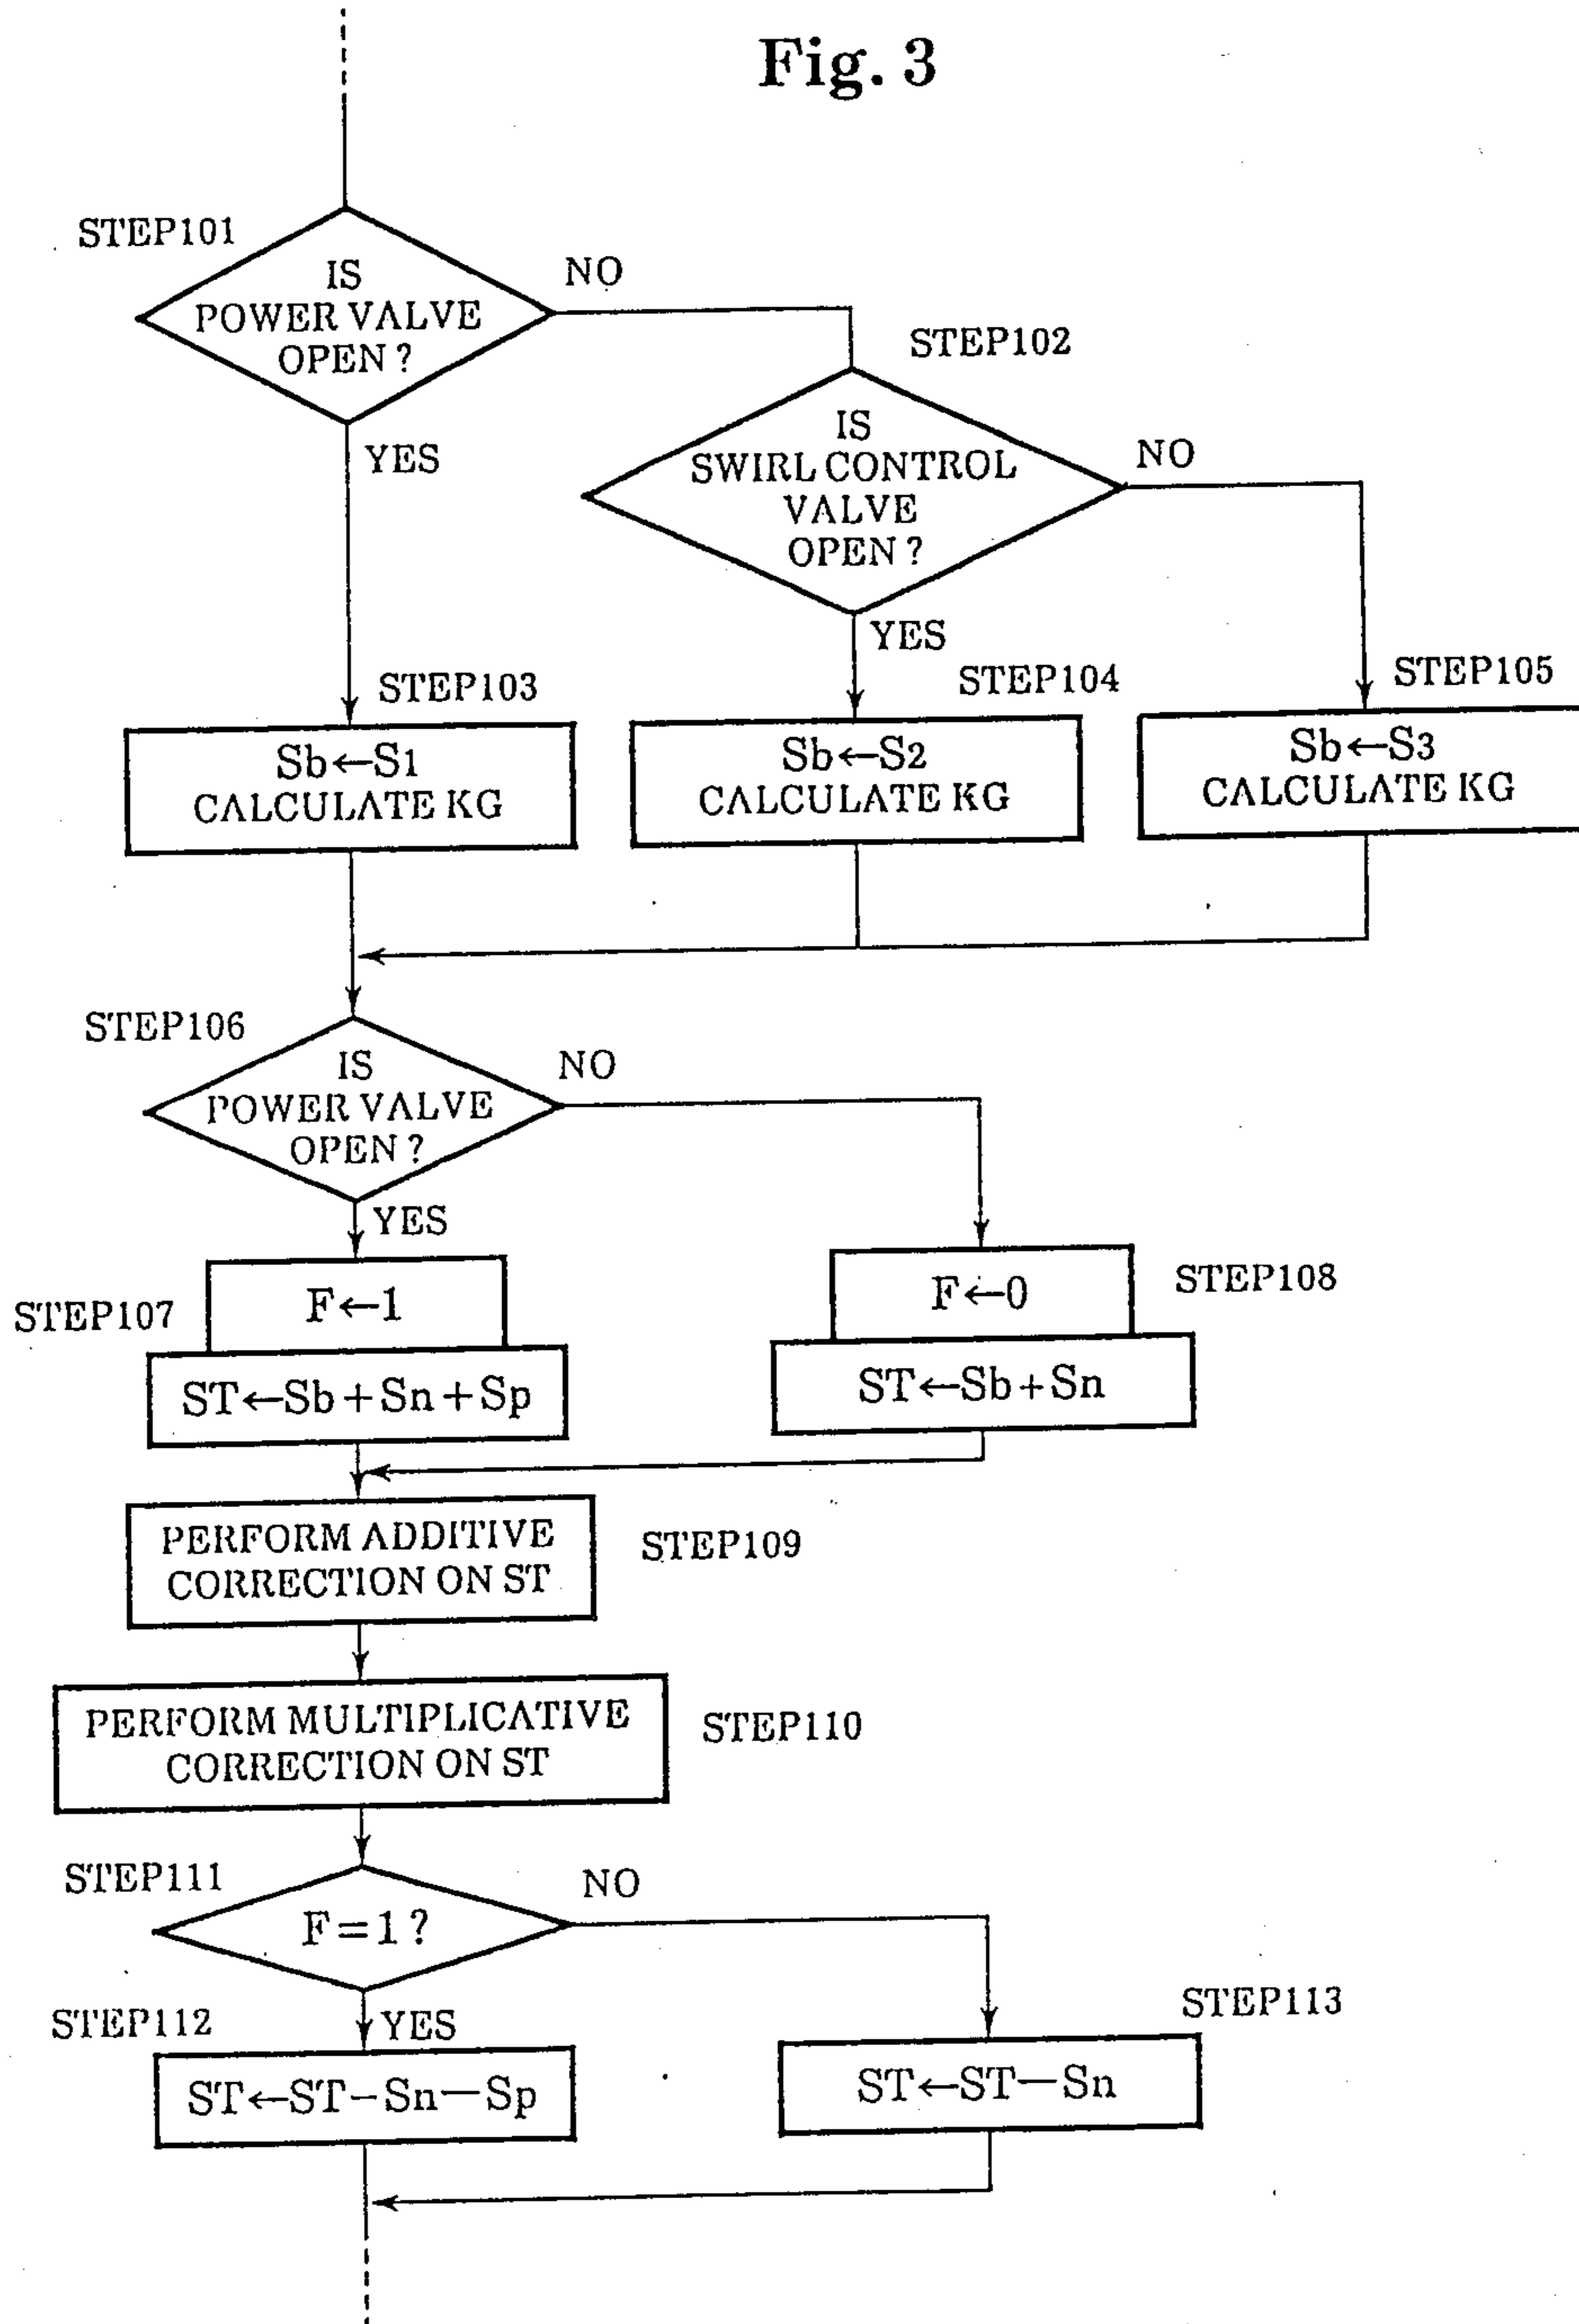 Fig. 3
STEP101
IS
POWER VALVE
OPEN ?
NO
YES
STEP102
IS
SWIRL CONTROL
VALVE
OPEN ?
NO
YES
STEP103
Sb←S1
CALCULATE KG
STEP104
Sb←S2
CALCULATE KG
STEP105
Sb←S3
CALCULATE KG
STEP106
IS
POWER VALVE
OPEN ?
NO
YES
STEP107
F←1
ST←Sb+Sn+Sp
STEP108
F←0
ST←Sb+Sn
PERFORM ADDITIVE
CORRECTION ON ST
STEP109
PERFORM MULTIPLICATIVE
CORRECTION ON ST
STEP110
STEP111
F=1 ?
NO
YES
STEP112
ST←ST-Sn-Sp
STEP113
ST←ST-Sn